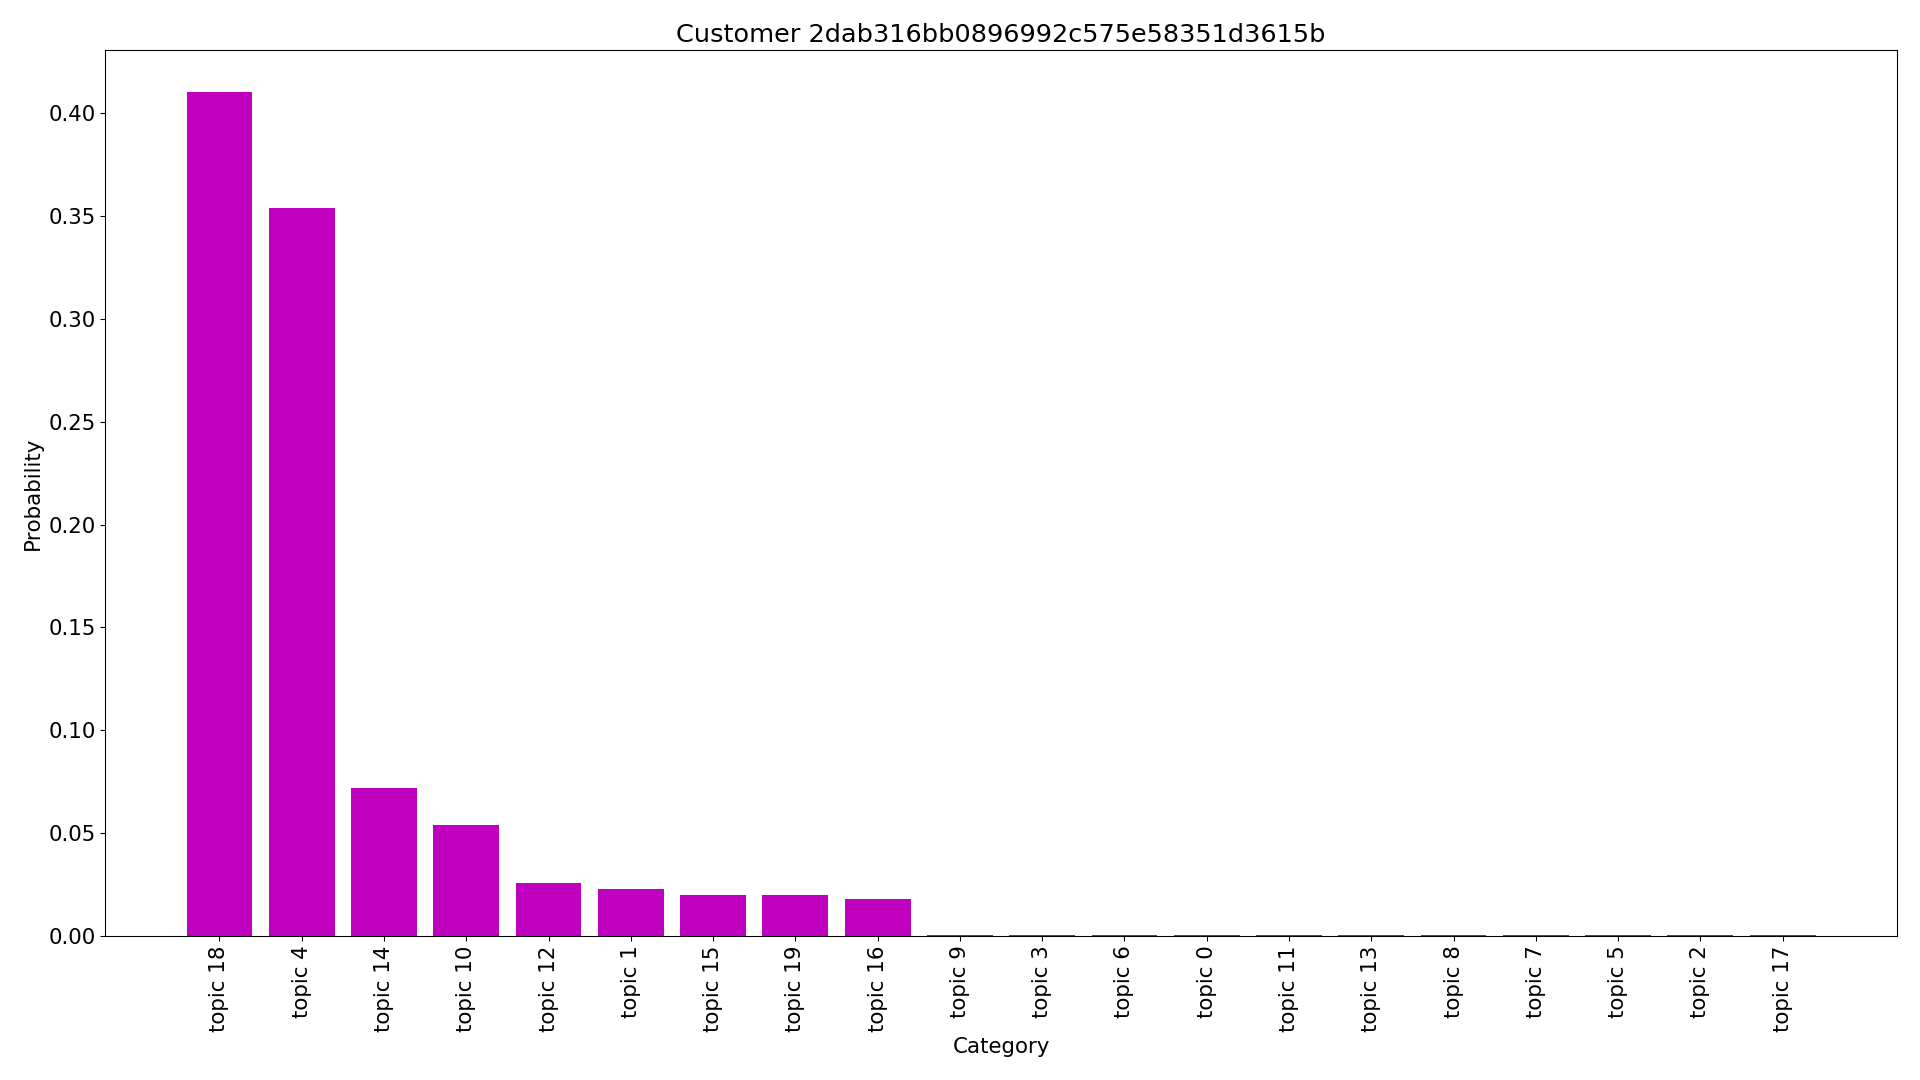 Customer 2dab316bb0896992c575e58351d3615b
0.40
0.35
0.30
0.25
0.20
0.15
0.10
0.05
0.00
Probability
topic 18
topic 4
topic 14
topic 10
topic 12
topic 1
topic 15
topic 19
topic 16
topic 9
topic 3
topic 6
topic 0
topic 11
topic 13
topic 8
topic 7
topic 5
topic 2
topic 17
Category